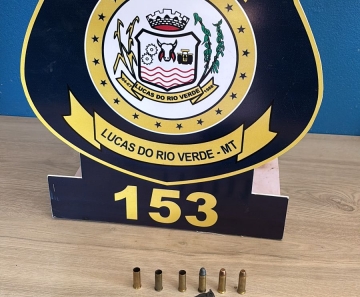 LUCAS DO RIO VERDE
LUCAS DO RIO VERDE - MT
153